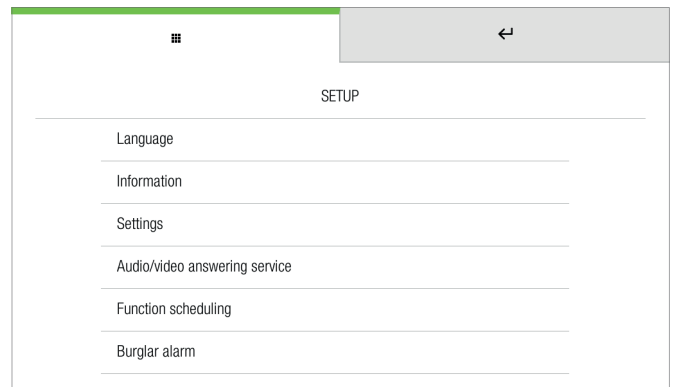 SETUP
Language
Information
Settings
Audio/video answering service
Function scheduling
Burglar alarm